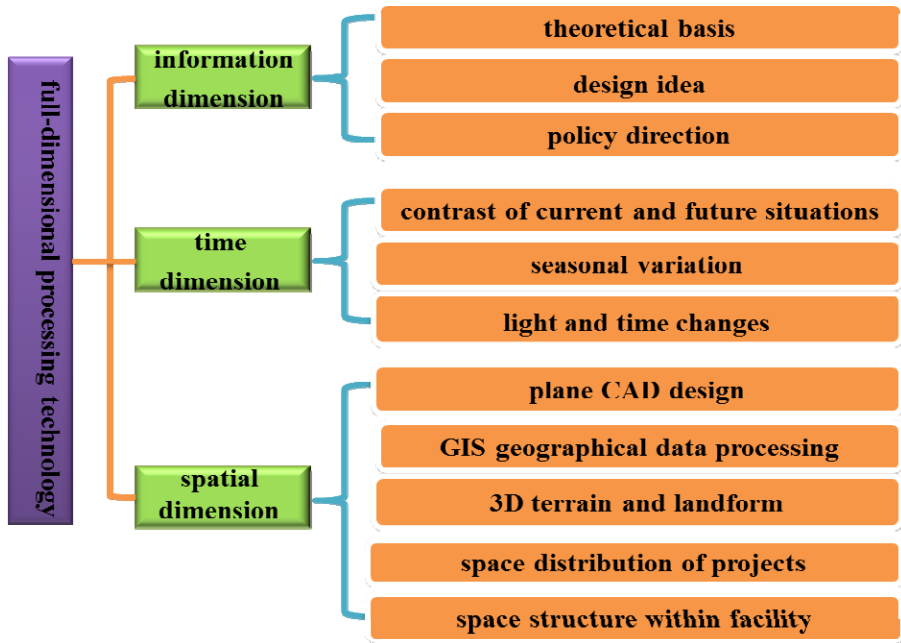 full-dimensional processing technology
information
dimension
theoretical basis
design idea
policy direction
time
dimension
contrast of current and future situations
seasonal variation
light and time changes
spatial
dimension
plane CAD design
GIS geographical data processing
3D terrain and landform
space distribution of projects
space structure within facility